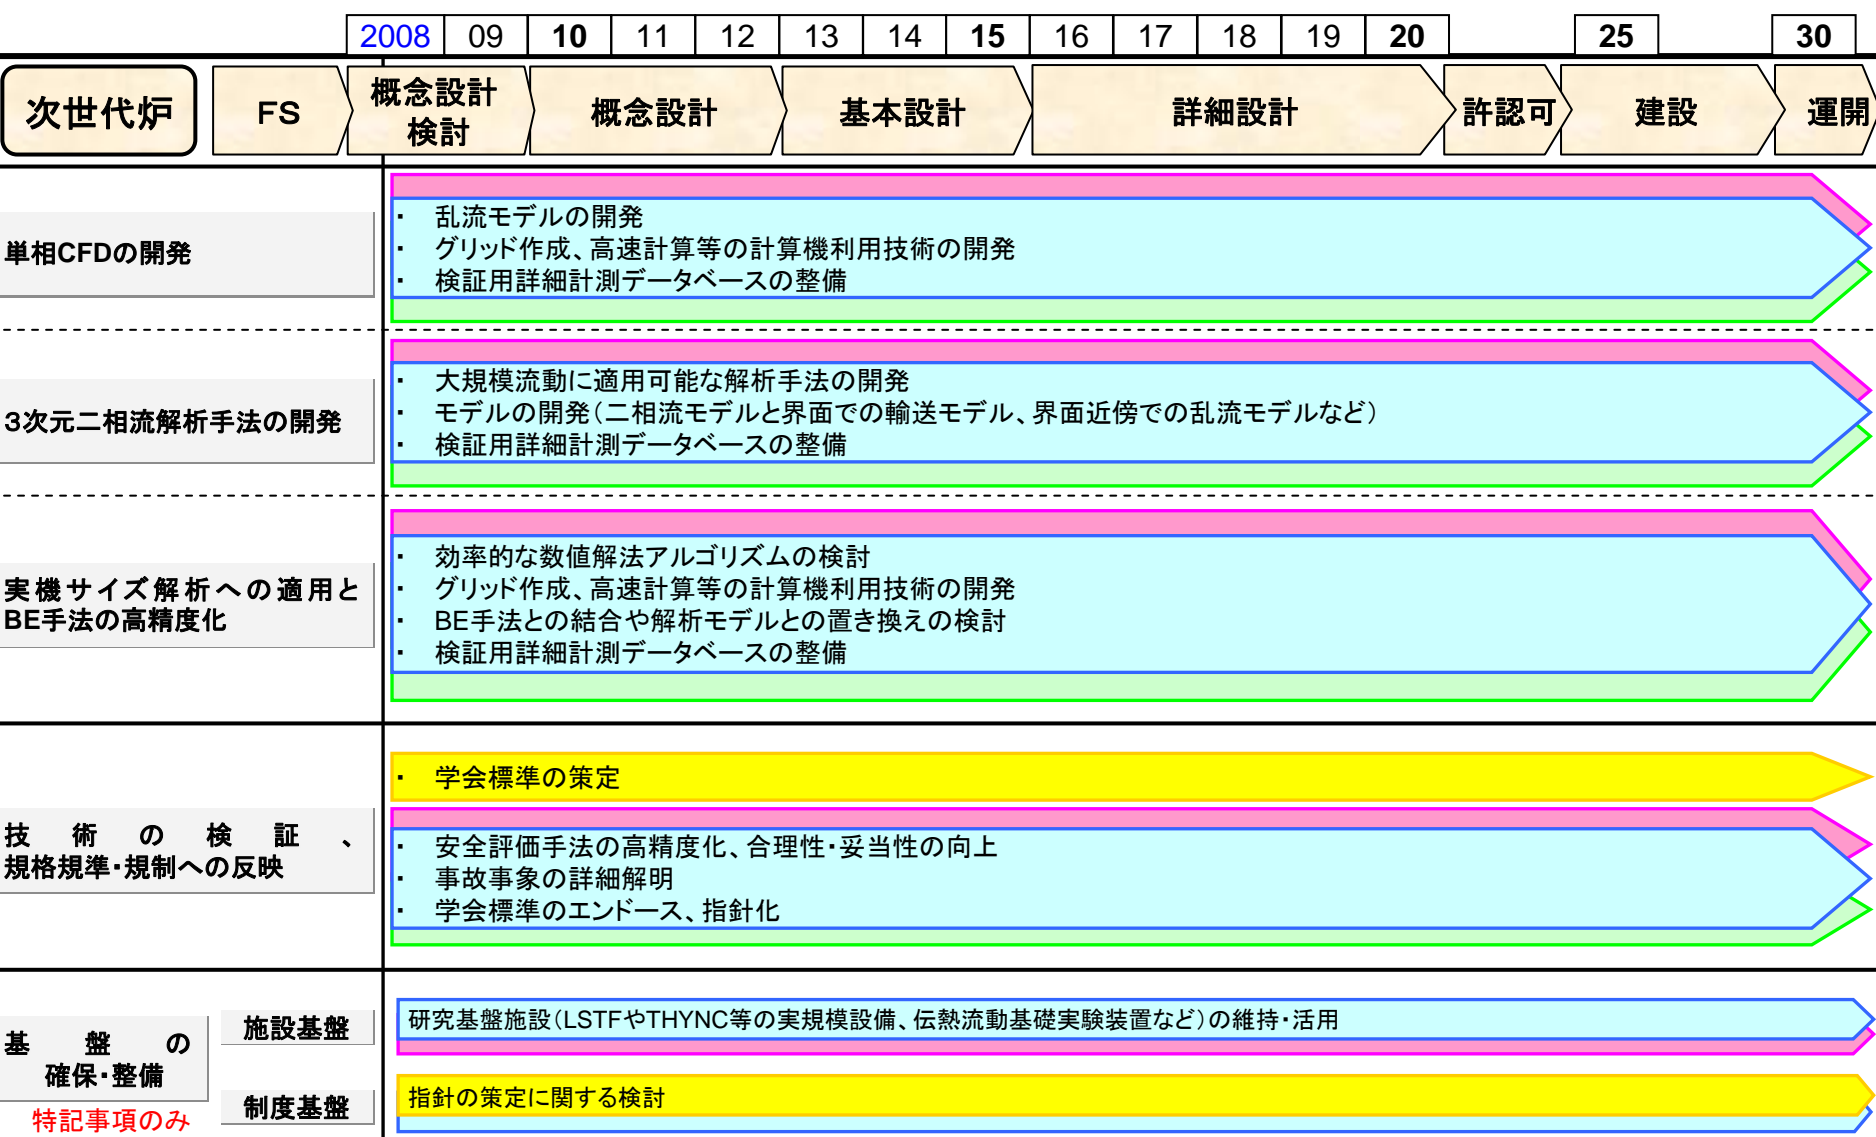 2008 09 10 11 12 13 14 15 16 17 18 19 20 25 30
次世代炉 FS 概念設計検討 概念設計 基本設計 詳細設計 許認可 建設 運開
単相CFDの開発
・ 乱流モデルの開発
・ グリッド作成、高速計算等の計算機利用技術の開発
・ 検証用詳細計測データベースの整備
3次元二相流解析手法の開発
・ 大規模流動に適用可能な解析手法の開発
・ モデルの開発（二相流モデルと界面での輸送モデル、界面近傍での乱流モデルなど）
・ 検証用詳細計測データベースの整備
実機サイズ解析への適用と
BE手法の高精度化
・ 効率的な数値解法アルゴリズムの検討
・ グリッド作成、高速計算等の計算機利用技術の開発
・ BE手法との結合や解析モデルとの置き換えの検討
・ 検証用詳細計測データベースの整備
技術の検証、
規格規準・規制への反映
・ 学会標準の策定
・ 安全評価手法の高精度化、合理性・妥当性の向上
・ 事故事象の詳細解明
・ 学会標準のエンドース、指針化
基盤の
確保・整備
特記事項のみ
施設基盤
研究基盤施設（LSTFやTHYNC等の実規模設備、伝熱流動基礎実験装置など）の維持・活用
制度基盤
指針の策定に関する検討